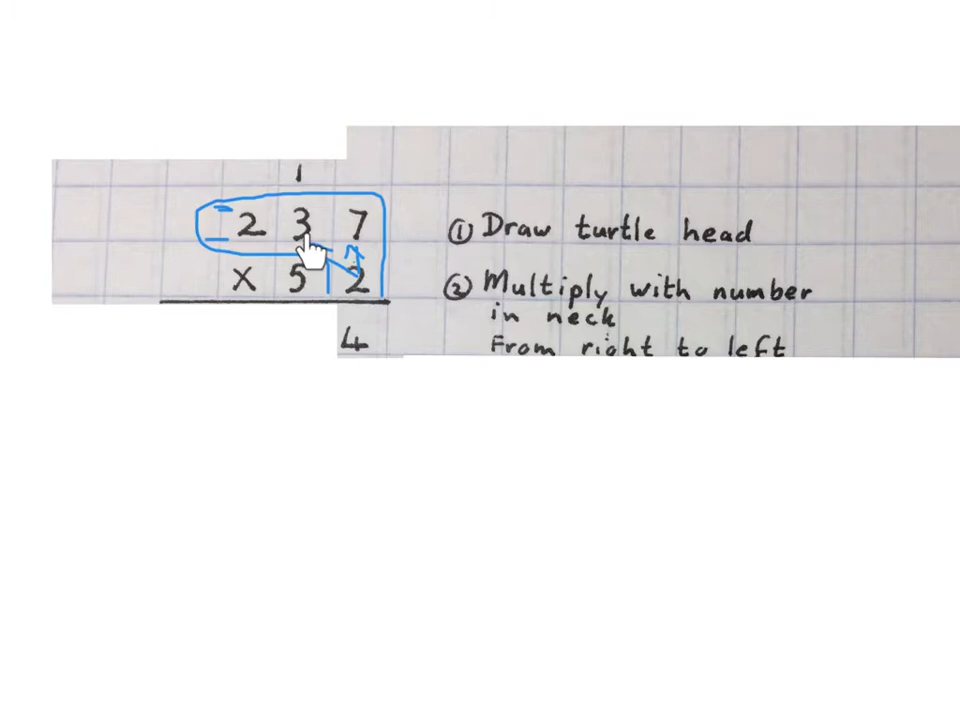 1
2 3 7
x 5 2
4
① Draw turtle head
② Multiply with number
in neck
From right to left